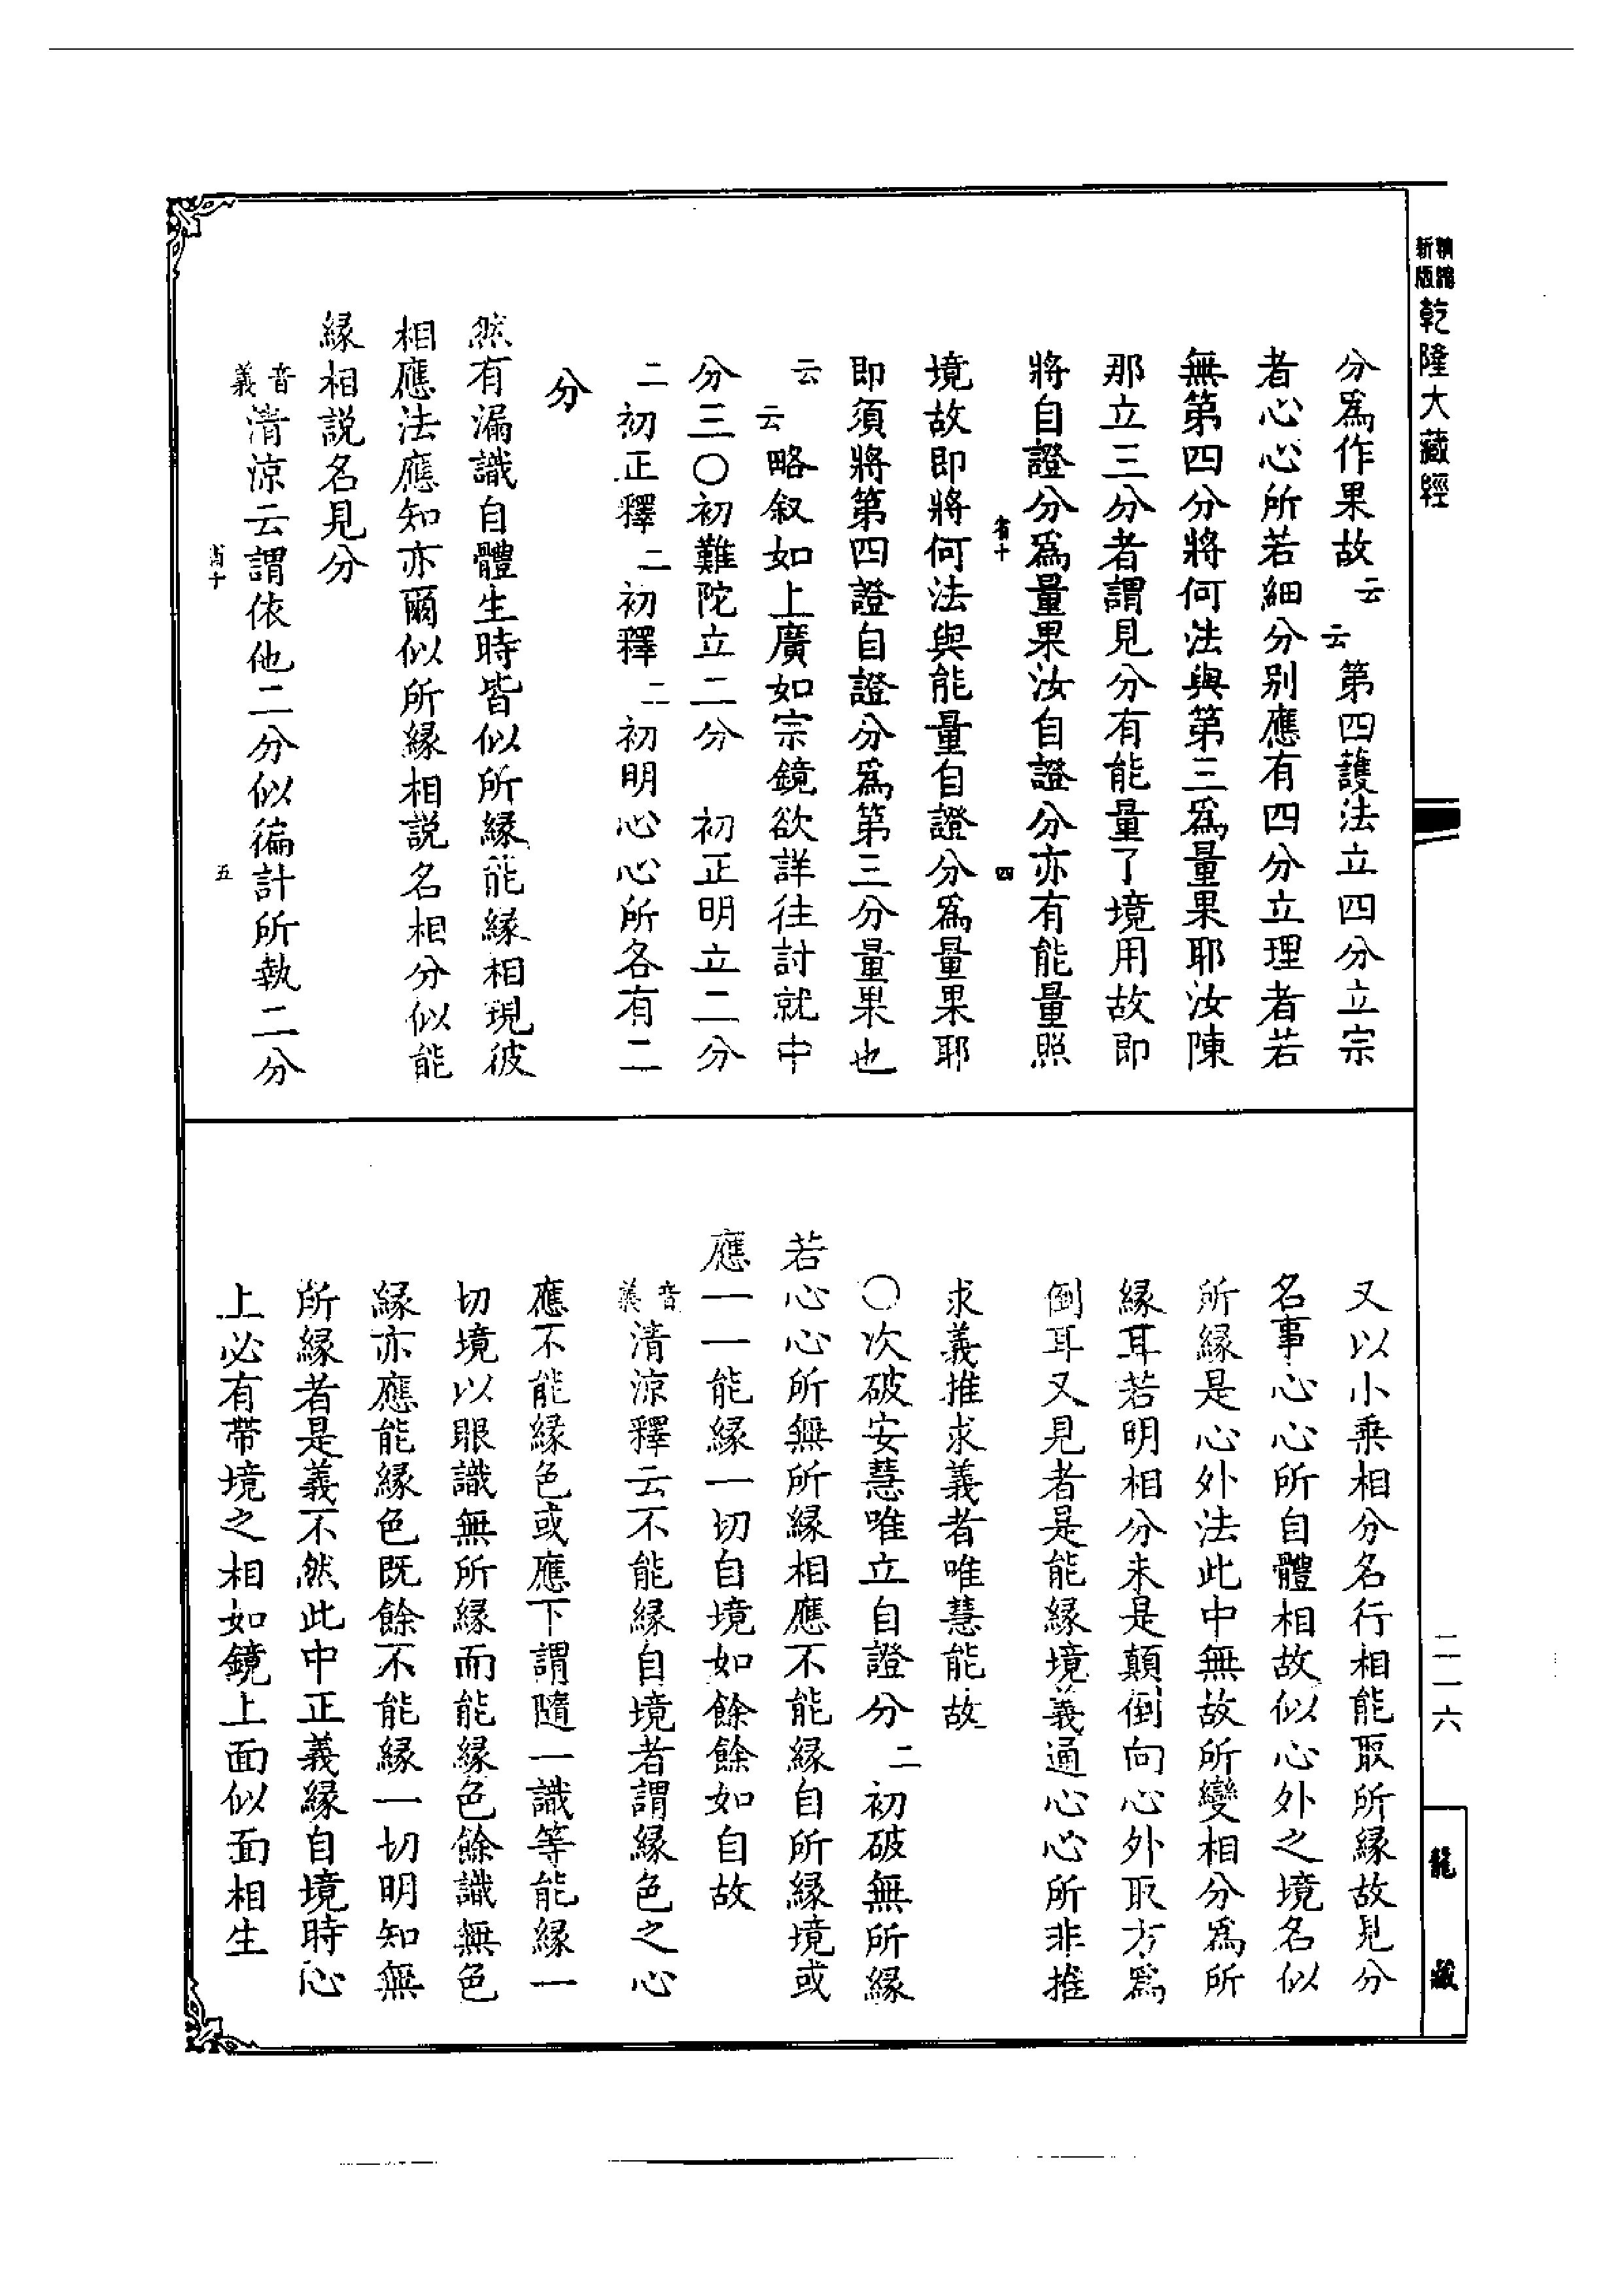 精縮新版乾隆大藏經
分爲作果故云云第四護法立四分立宗
者心心所若細分別應有四分立理者若
無第四分將何法與第三爲量果耶汝陳
那立三分者謂見分有能量了境用故即
將自證分爲量果汝自證分亦有能量照
四
境故即將何法與能量自證分爲量果耶
即須將第四證自證分爲第三分量果也
云云略叙如上廣如宗鏡欲詳往討就中
分三○初難陀立二分　初正明立二分
二初正釋二初釋二初明心心所各有二
分
然有漏識自體生時皆似所緣能緣相現彼
相應法應知亦爾似所緣相說名相分似能
緣相説名見分
音義清涼云謂依他二分似徧計所執二分
五
又以小乘相分名行相能取所緣故見分
名事心心所自體相故似心外之境名似
所緣是心外法此中無故所變相分爲所
緣耳若明相分未是顛倒向心外取方爲
倒耳又見者是能緣境義通心心所非推
求義推求義者唯慧能故
○次破安慧唯立自證分二初破無所緣
若心心所無所緣相應不能緣自所緣境或
應一一能緣一切自境如餘餘如自故
音義清涼釋云不能緣自境者謂緣色之心
應不能緣色或應下謂隨一識等能緣一
切境以眼識無所緣而能緣色餘識無色
緣亦應能緣色既餘不能緣一切明知無
所緣者是義不然此中正義緣自境時心
上必有帶境之相如鏡上面似面相生
二一六
龍藏